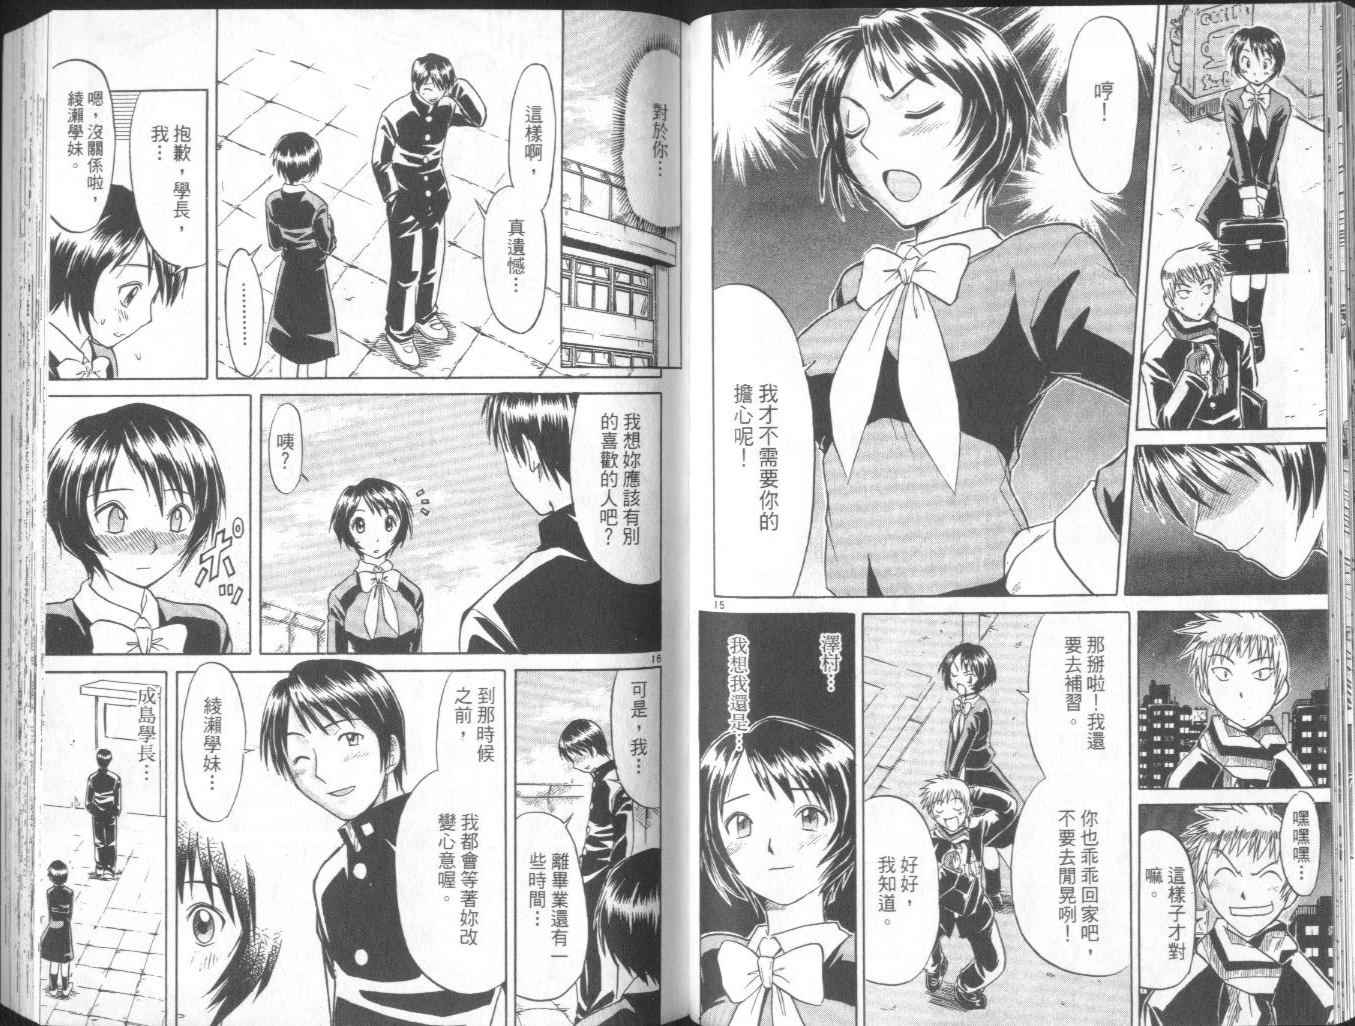 哼！
我才不需要你的
擔心呢！
嘿嘿嘿…
這樣子才對
嘛。
那掰啦！我還
要去補習。
你也乖乖回家吧，
不要去閒晃咧！
好好，
我知道。
澤村…
我想我還是…
15
對於你…
這樣啊，
真遺憾…
…………
抱歉，學長，
我…
嗯，沒關係啦，
綾瀨學妹。
我想妳應該有別
的喜歡的人吧？
咦？
ポッ
16
可是，我…
離畢業還有一
些時間…
到那時候
之前，
我都會等著妳改
變心意喔。
綾瀨學妹…
成島學長…